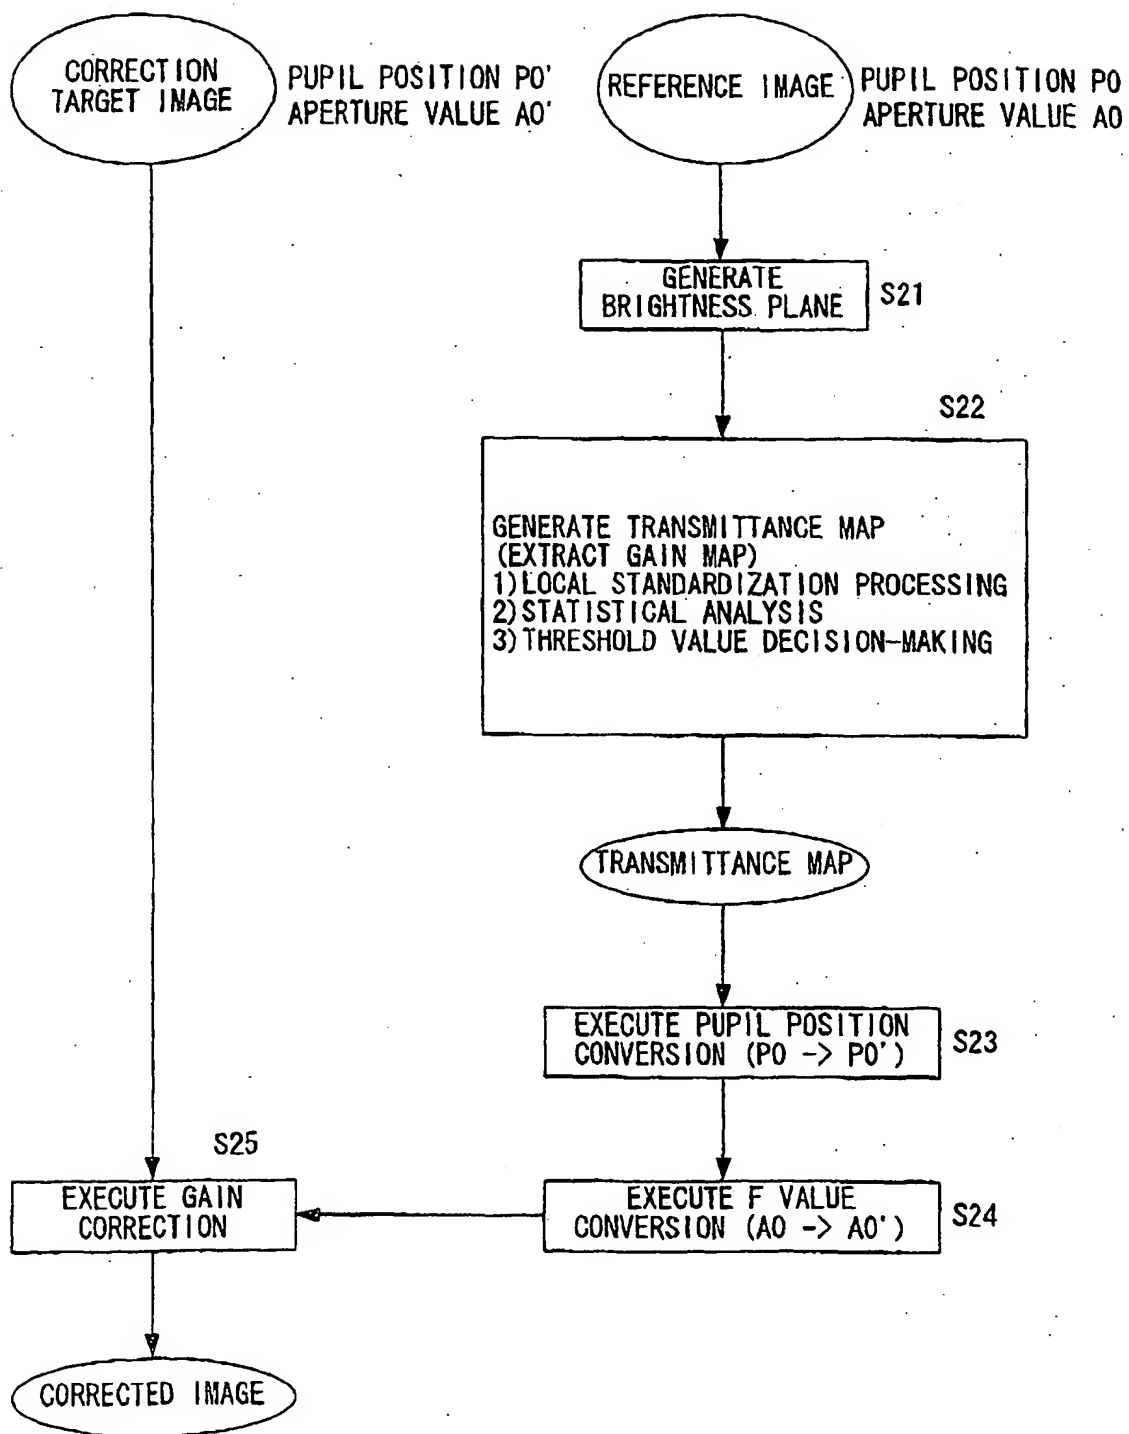 CORRECTION
TARGET IMAGE
PUPIL POSITION PO'
APERTURE VALUE AO'
REFERENCE IMAGE
PUPIL POSITION PO
APERTURE VALUE AO
GENERATE
BRIGHTNESS PLANE
S21
S22
GENERATE TRANSMITTANCE MAP
(EXTRACT GAIN MAP)
1)LOCAL STANDARDIZATION PROCESSING
2)STATISTICAL ANALYSIS
3)THRESHOLD VALUE DECISION-MAKING
TRANSMITTANCE MAP
EXECUTE PUPIL POSITION
CONVERSION (PO -> PO')
S23
S25
EXECUTE GAIN
CORRECTION
EXECUTE F VALUE
CONVERSION (AO -> AO')
S24
CORRECTED IMAGE